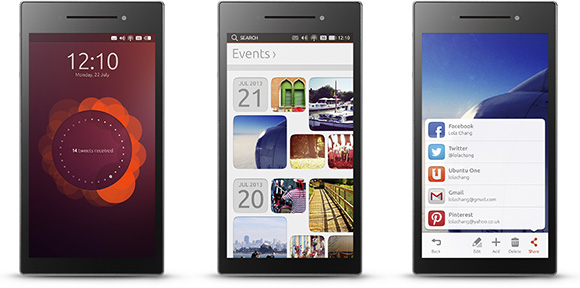 12:10
Monday, 22 July
14 tweets received
SEARCH 12:10
Events ›
JUL 2013
21
JUL 2013
20
Facebook
Lola Chang
Twitter
@lolachang
Ubuntu One
lolachang
Gmail
lolachang@gmail.com
Pinterest
lolachang@yahoo.co.uk
Back Edit Add Delete Share